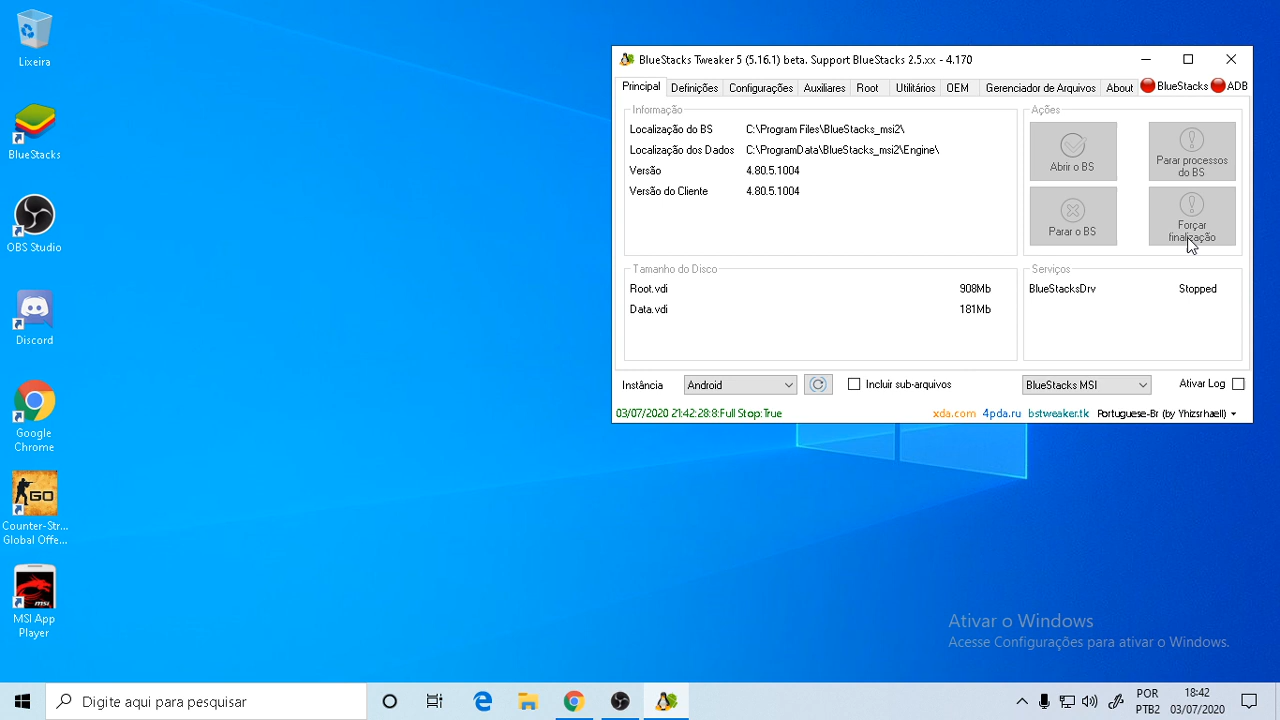 Lixeira
BlueStacks
OBS Studio
Discord
Google
Chrome
Counter-Str...
Global Offe...
MSI App
Player
BlueStacks Tweaker 5 (5.16.1) beta. Support BlueStacks 2.5.xx - 4.170
Principal Definições Configurações Auxiliares Root Utilitários OEM Gerenciador de Arquivos About BlueStacks ADB
Informação
Localização do BS C:\Program Files\BlueStacks_msi2\
Localização dos Dados C:\ProgramData\BlueStacks_msi2\Engine\
Versão 4.80.5.1004
Versão do Cliente 4.80.5.1004
Ações
Abrir o BS
Parar processos
do BS
Parar o BS
Forçar
finalização
Tamanho do Disco
Root.vdi 908Mb
Data.vdi 181Mb
Serviços
BlueStacksDrv Stopped
Instância Android Incluir sub-arquivos BlueStacks MSI Ativar Log
03/07/2020 21:42:28:8:Full Stop:True xda.com 4pda.ru bstweaker.tk Portuguese-Br (by Yhizsrhaell)
Ativar o Windows
Acesse Configurações para ativar o Windows.
Digite aqui para pesquisar
POR
PTB2
18:42
03/07/2020